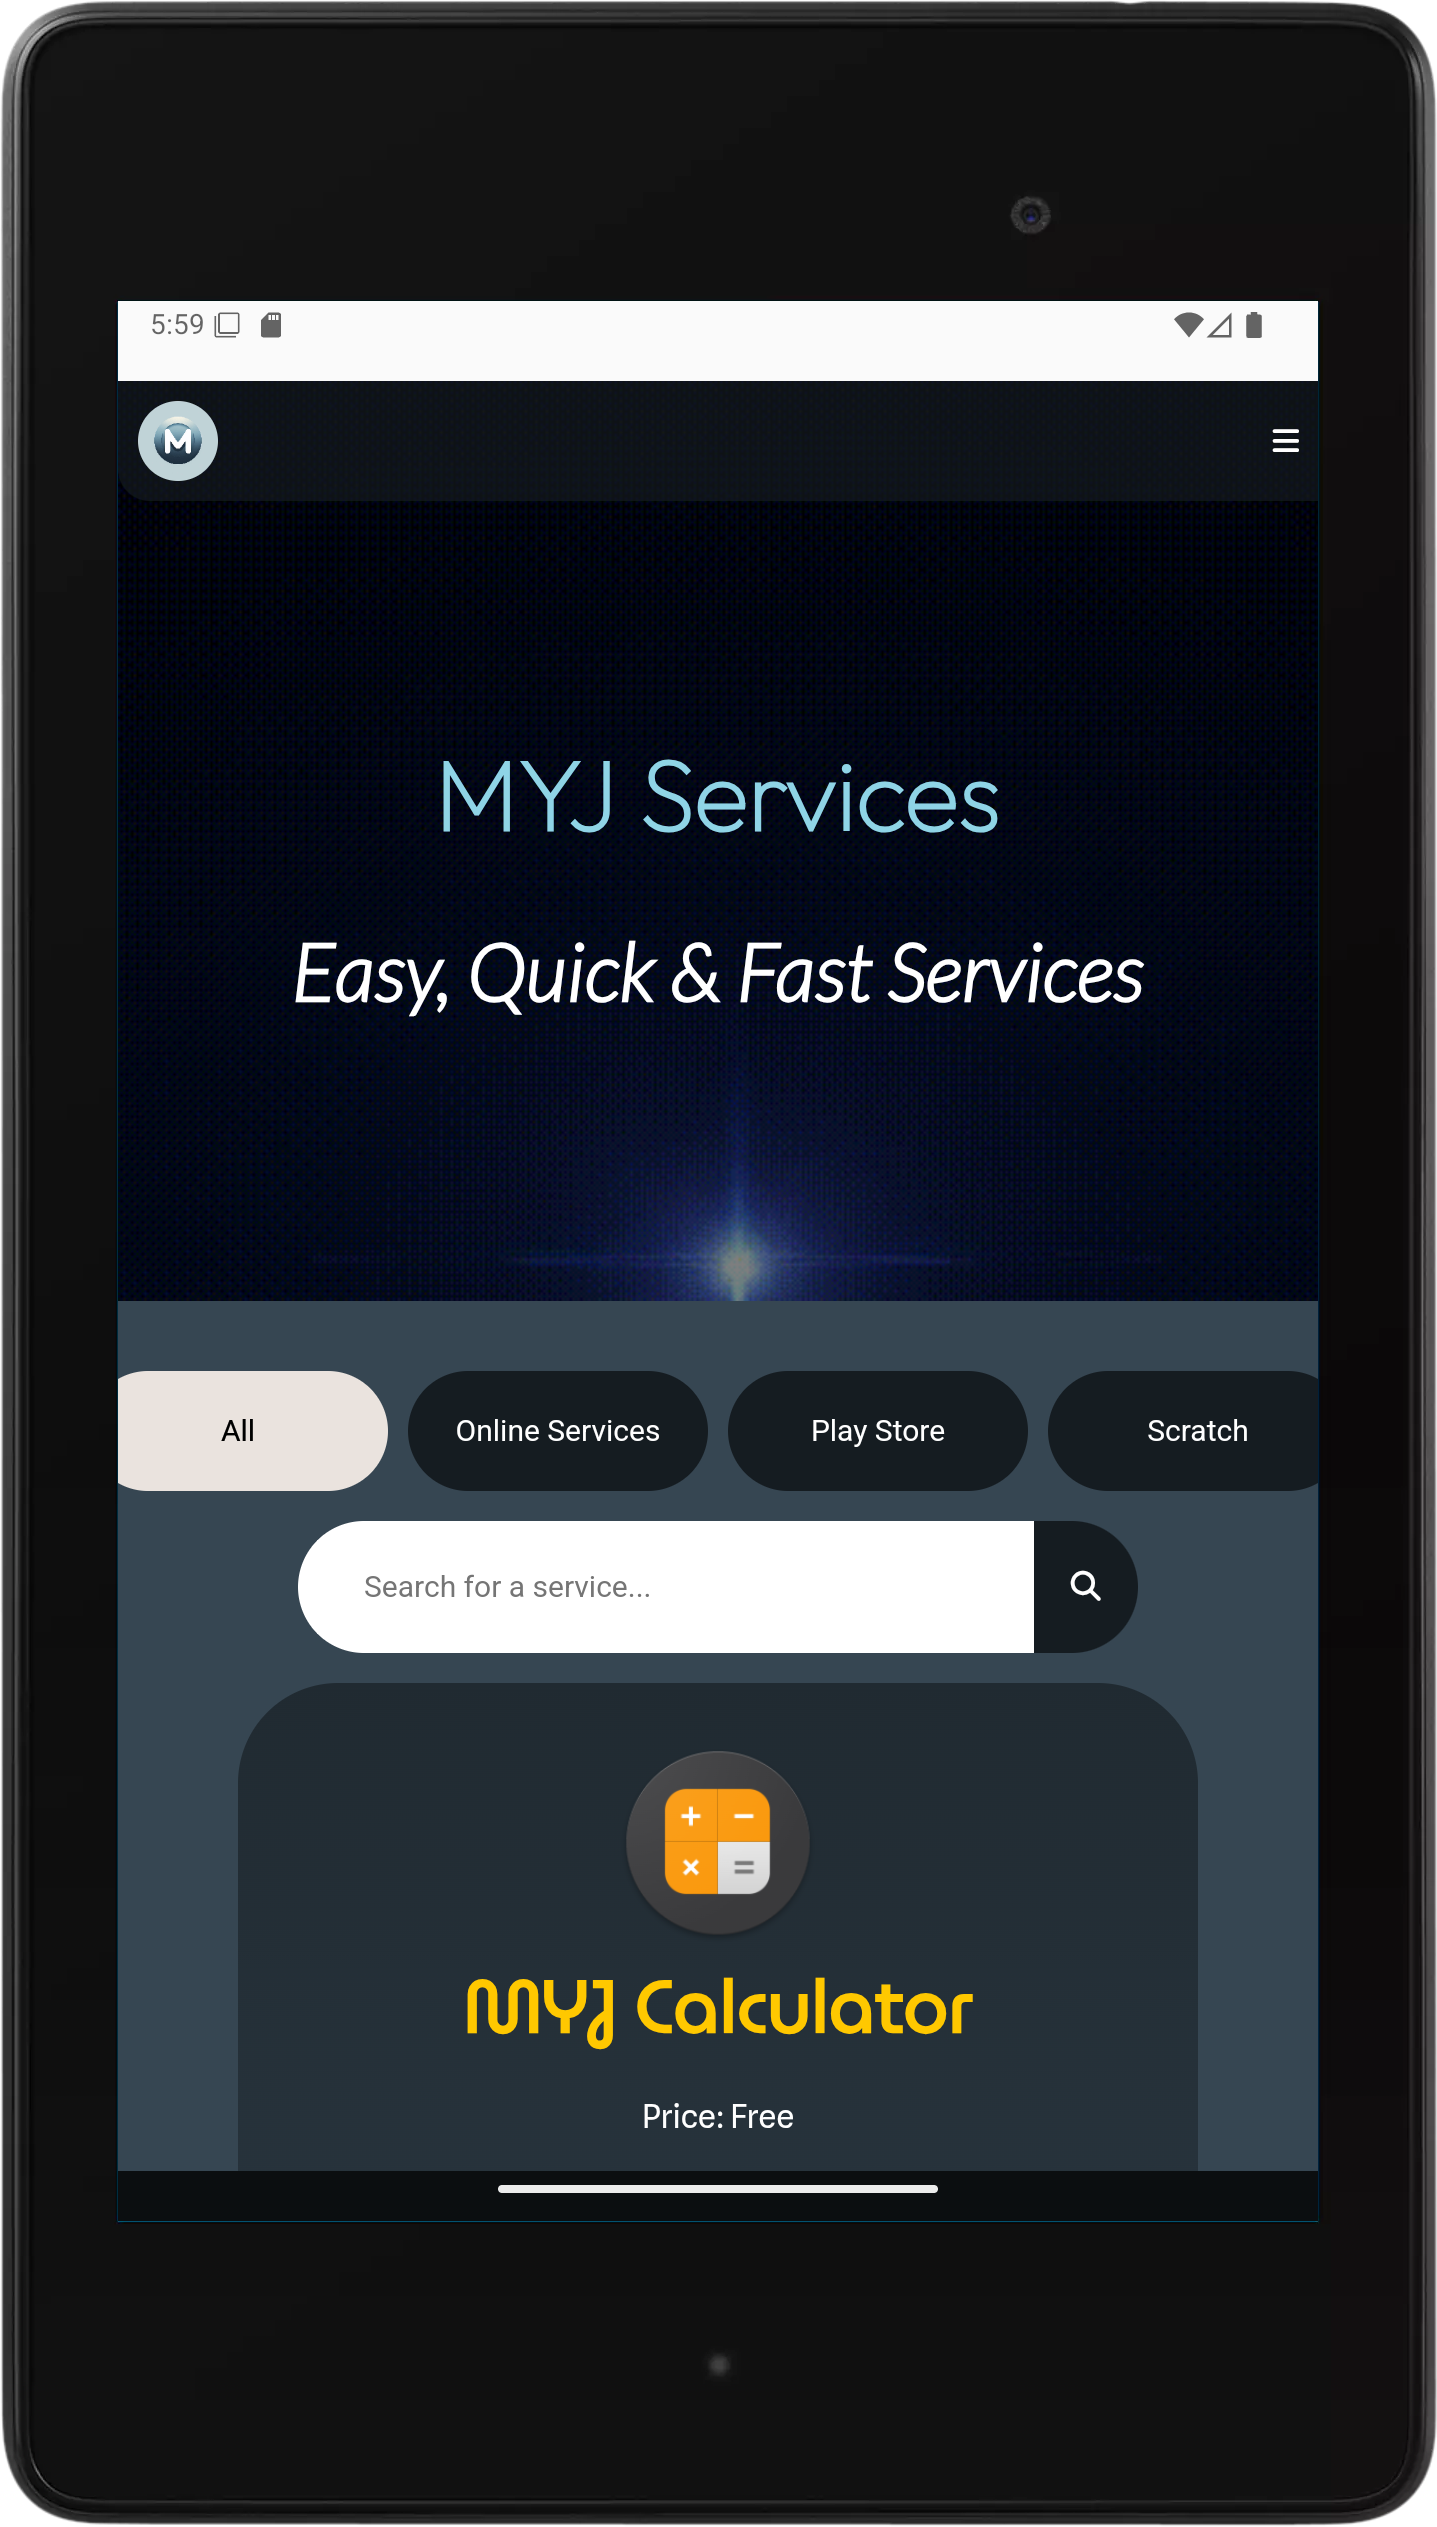 5:59
M
MYJ Services
Easy, Quick & Fast Services
All
Online Services
Play Store
Scratch
Search for a service...
+ −
× =
MYJ Calculator
Price: Free